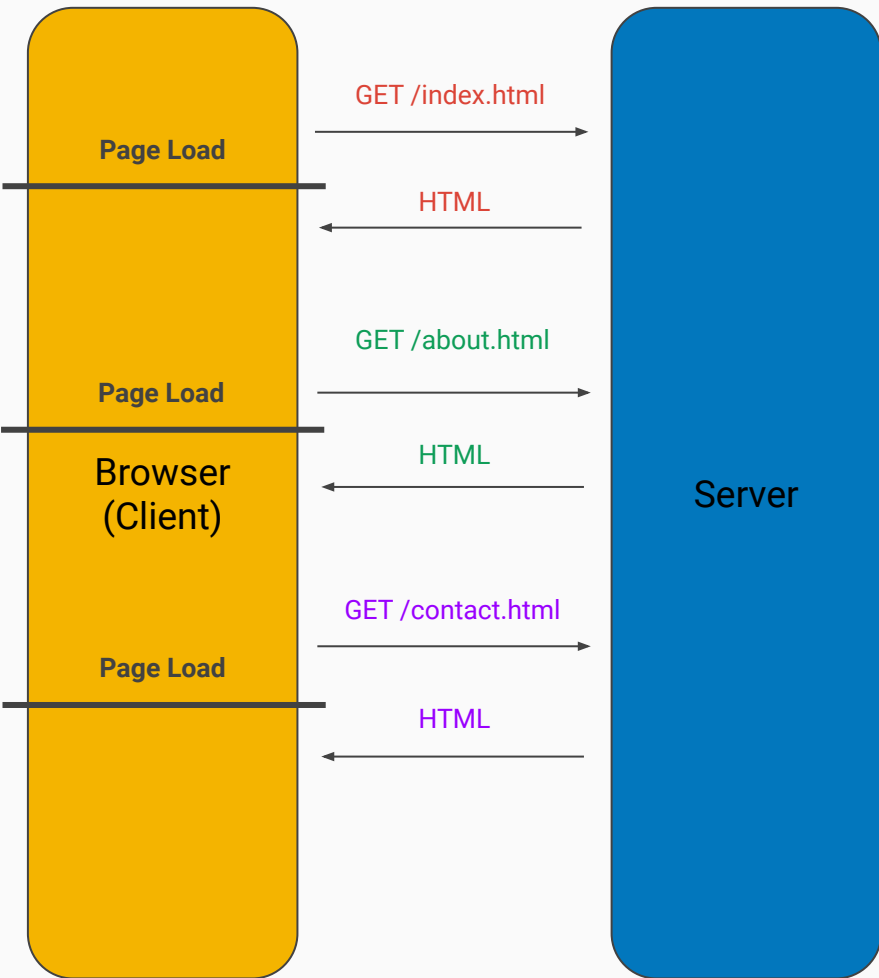 GET /index.html
Page Load
HTML
GET /about.html
Page Load
HTML
Browser
(Client)
Server
GET /contact.html
Page Load
HTML